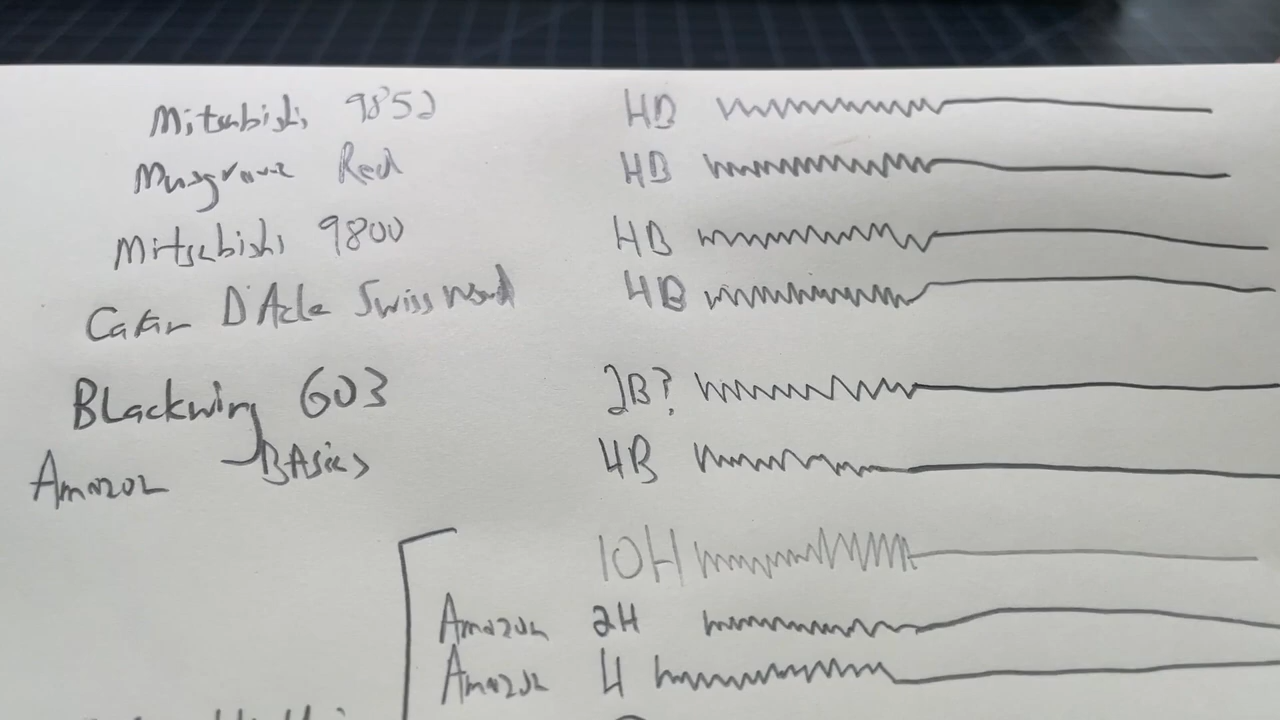 Mitsubishi 9852 HB
Musgrave Red HB
Mitsubishi 9800 HB
Caran D'Ache Swiss Wood HB
Blackwing 603 2B?
Amazon BASics 4B
10H
Amazon 2H
Amazon 4